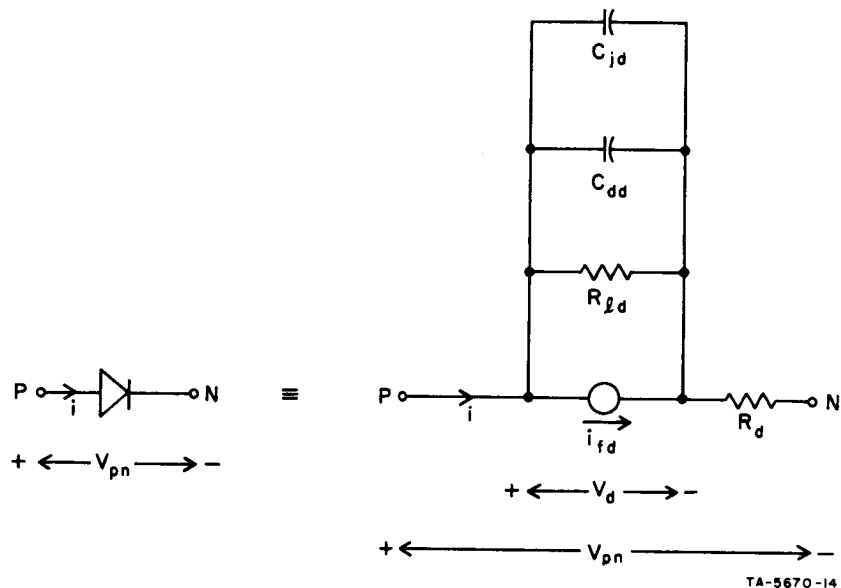 C_jd
C_dd
R_ℓd
P i N ≡ P i i_fd R_d N
+ V_pn −
+ V_d −
+ V_pn −
TA-5670-14